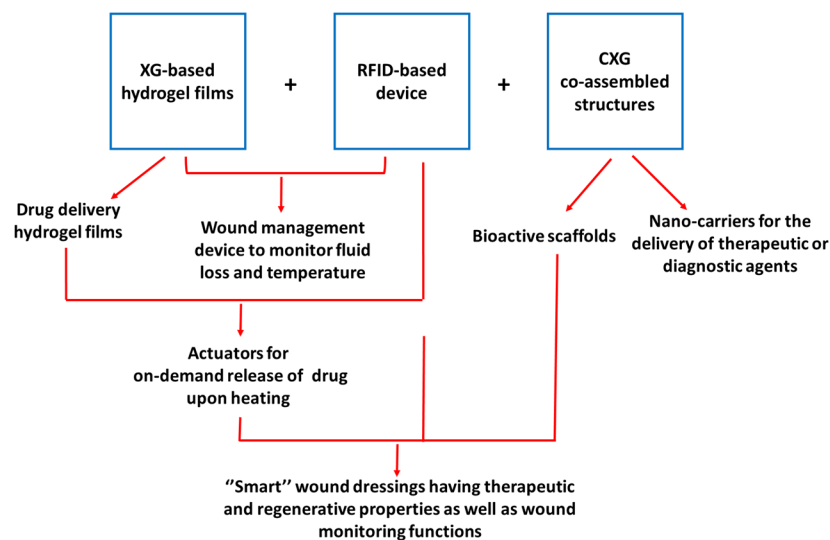 XG-based
hydrogel films
+
RFID-based
device
+
CXG
co-assembled
structures
Drug delivery
hydrogel films
Wound management
device to monitor fluid
loss and temperature
Bioactive scaffolds
Nano-carriers for the
delivery of therapeutic or
diagnostic agents
Actuators for
on-demand release of drug
upon heating
‘’Smart’’ wound dressings having therapeutic
and regenerative properties as well as wound
monitoring functions